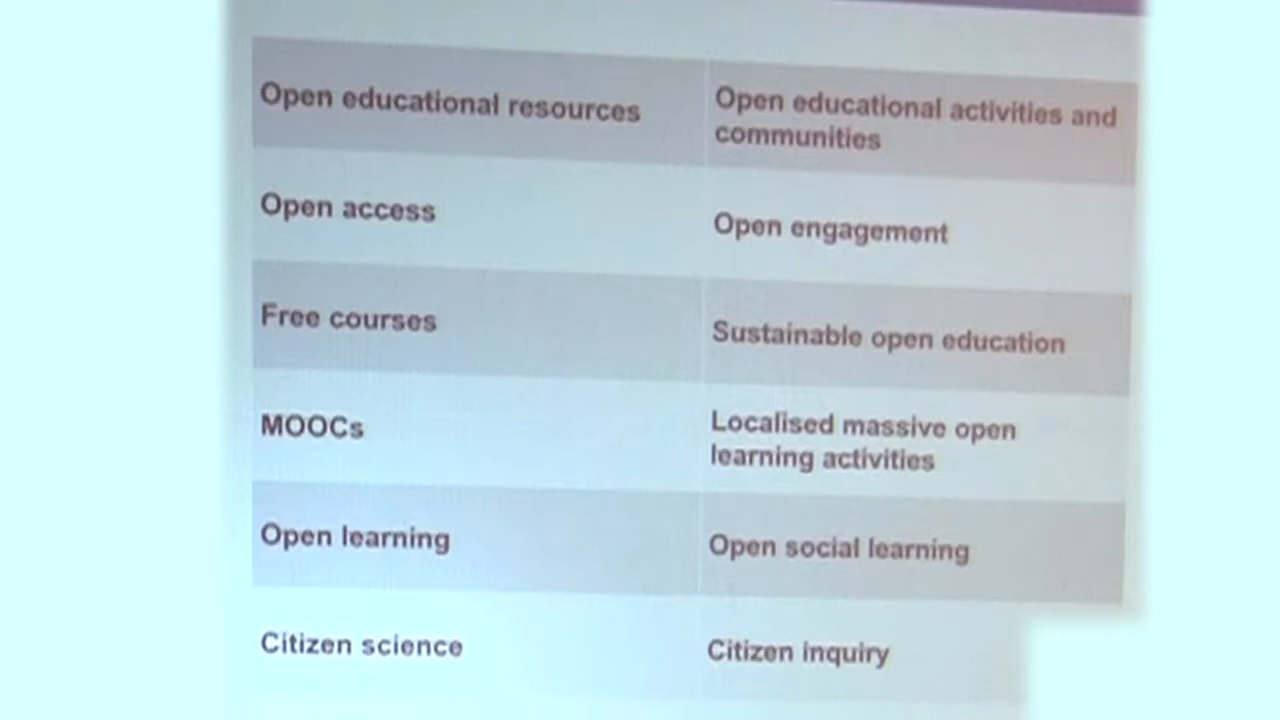 Open educational resources
Open educational activities and
communities
Open access
Open engagement
Free courses
Sustainable open education
MOOCs
Localised massive open
learning activities
Open learning
Open social learning
Citizen science
Citizen inquiry